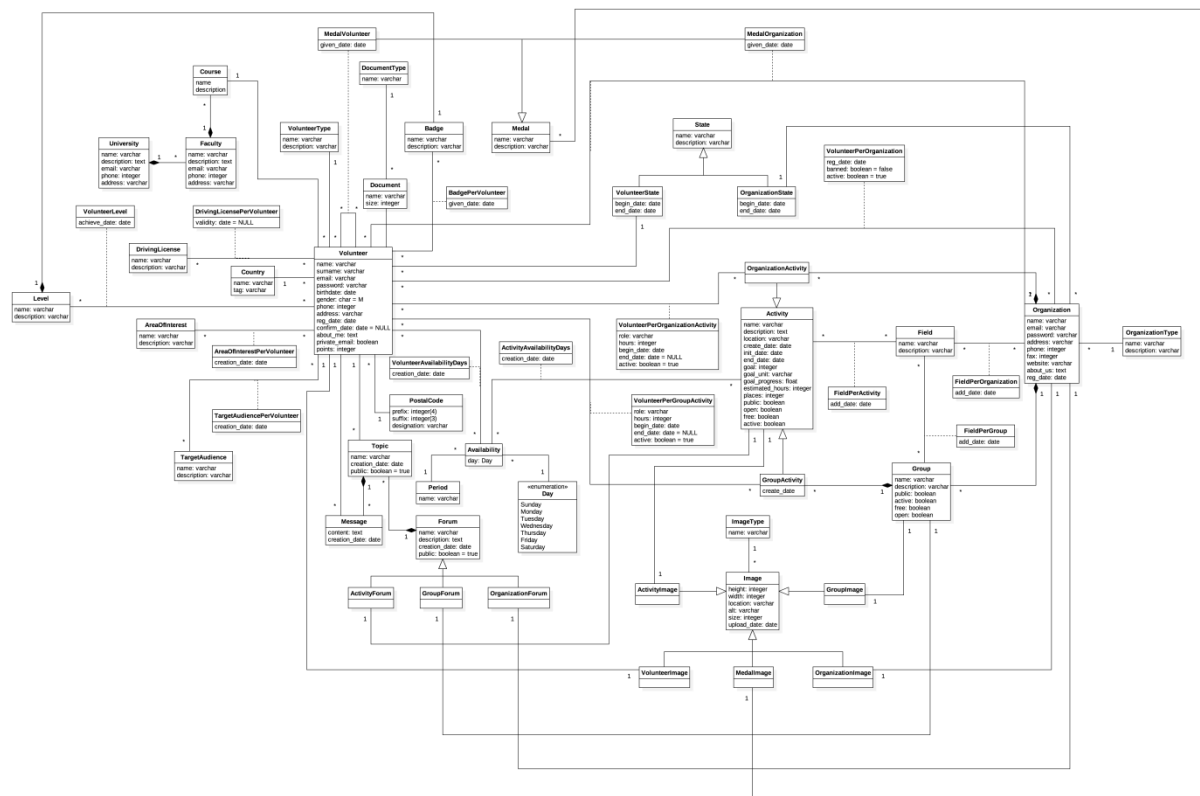 MedalVolunteer
given_date: date
MedalOrganization
given_date: date
DocumentType
name: varchar
Course
name
description
1
1
1
VolunteerType
name: varchar
description: varchar
Badge
name: varchar
description: varchar
Medal
name: varchar
description: varchar
*
State
name: varchar
description: varchar
University
name: varchar
description: text
email: varchar
phone: integer
address: varchar
1
*
Faculty
name: varchar
description: text
email: varchar
phone: integer
address: varchar
VolunteerPerOrganization
reg_date: date
banned: boolean = false
active: boolean = true
Document
name: varchar
size: integer
BadgePerVolunteer
given_date: date
VolunteerState
begin_date: date
end_date: date
OrganizationState
begin_date: date
end_date: date
VolunteerLevel
achieve_date: date
DrivingLicensePerVolunteer
validity: date = NULL
DrivingLicense
name: varchar
description: varchar
Country
name: varchar
tag: varchar
Volunteer
name: varchar
surname: varchar
email: varchar
password: varchar
birthdate: date
gender: char = M
phone: integer
address: varchar
reg_date: date
confirm_date: date = NULL
about_me: text
private_email: boolean
points: integer
Level
name: varchar
description: varchar
OrganizationActivity
Activity
name: varchar
description: text
location: varchar
create_date: date
init_date: date
end_date: date
goal: integer
goal_unit: varchar
goal_progress: float
estimated_hours: integer
places: integer
public: boolean
open: boolean
free: boolean
active: boolean
Organization
name: varchar
email: varchar
password: varchar
address: varchar
phone: integer
fax: integer
website: varchar
about_us: text
reg_date: date
OrganizationType
name: varchar
description: varchar
Field
name: varchar
description: varchar
AreaOfInterest
name: varchar
description: varchar
AreaOfInterestPerVolunteer
creation_date: date
VolunteerPerOrganizationActivity
role: varchar
hours: integer
begin_date: date
end_date: date = NULL
active: boolean = true
ActivityAvailabilityDays
creation_date: date
VolunteerAvailabilityDays
creation_date: date
FieldPerActivity
add_date: date
FieldPerOrganization
add_date: date
PostalCode
prefix: integer(4)
suffix: integer(3)
designation: varchar
VolunteerPerGroupActivity
role: varchar
hours: integer
begin_date: date
end_date: date = NULL
active: boolean = true
TargetAudiencePerVolunteer
creation_date: date
FieldPerGroup
add_date: date
TargetAudience
name: varchar
description: varchar
Topic
name: varchar
creation_date: date
public: boolean = true
Availability
day: Day
Period
name: varchar
«enumeration»
Day
Sunday
Monday
Tuesday
Wednesday
Thursday
Friday
Saturday
GroupActivity
create_date
Group
name: varchar
description: varchar
public: boolean
active: boolean
free: boolean
open: boolean
Message
content: text
creation_date: date
Forum
name: varchar
description: text
creation_date: date
public: boolean = true
ImageType
name: varchar
1
*
Image
height: integer
width: integer
location: varchar
alt: varchar
size: integer
upload_date: date
ActivityForum
GroupForum
OrganizationForum
1
1
1
ActivityImage
GroupImage
1
VolunteerImage
MedalImage
OrganizationImage
1
1
1